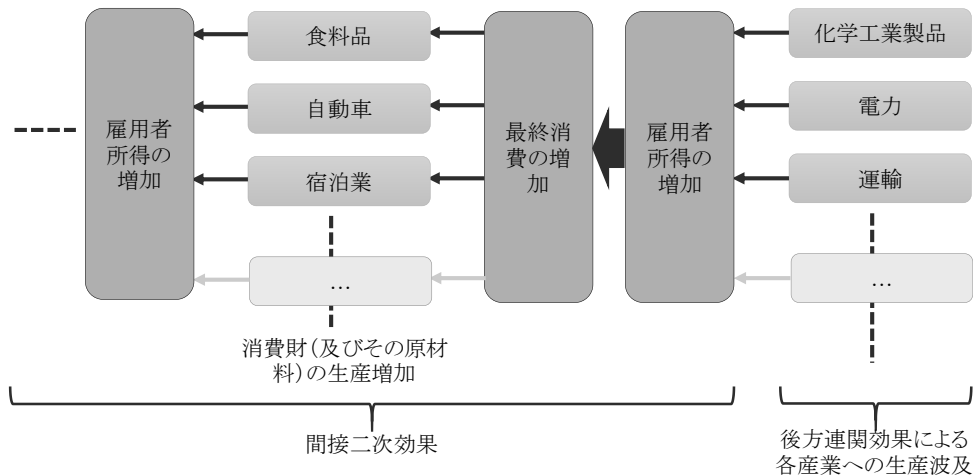 食料品
自動車
宿泊業
…
雇用者
所得の
増加
最終消
費の増
加
雇用者
所得の
増加
化学工業製品
電力
運輸
…
消費財(及びその原材
料)の生産増加
間接二次効果
後方連関効果による
各産業への生産波及